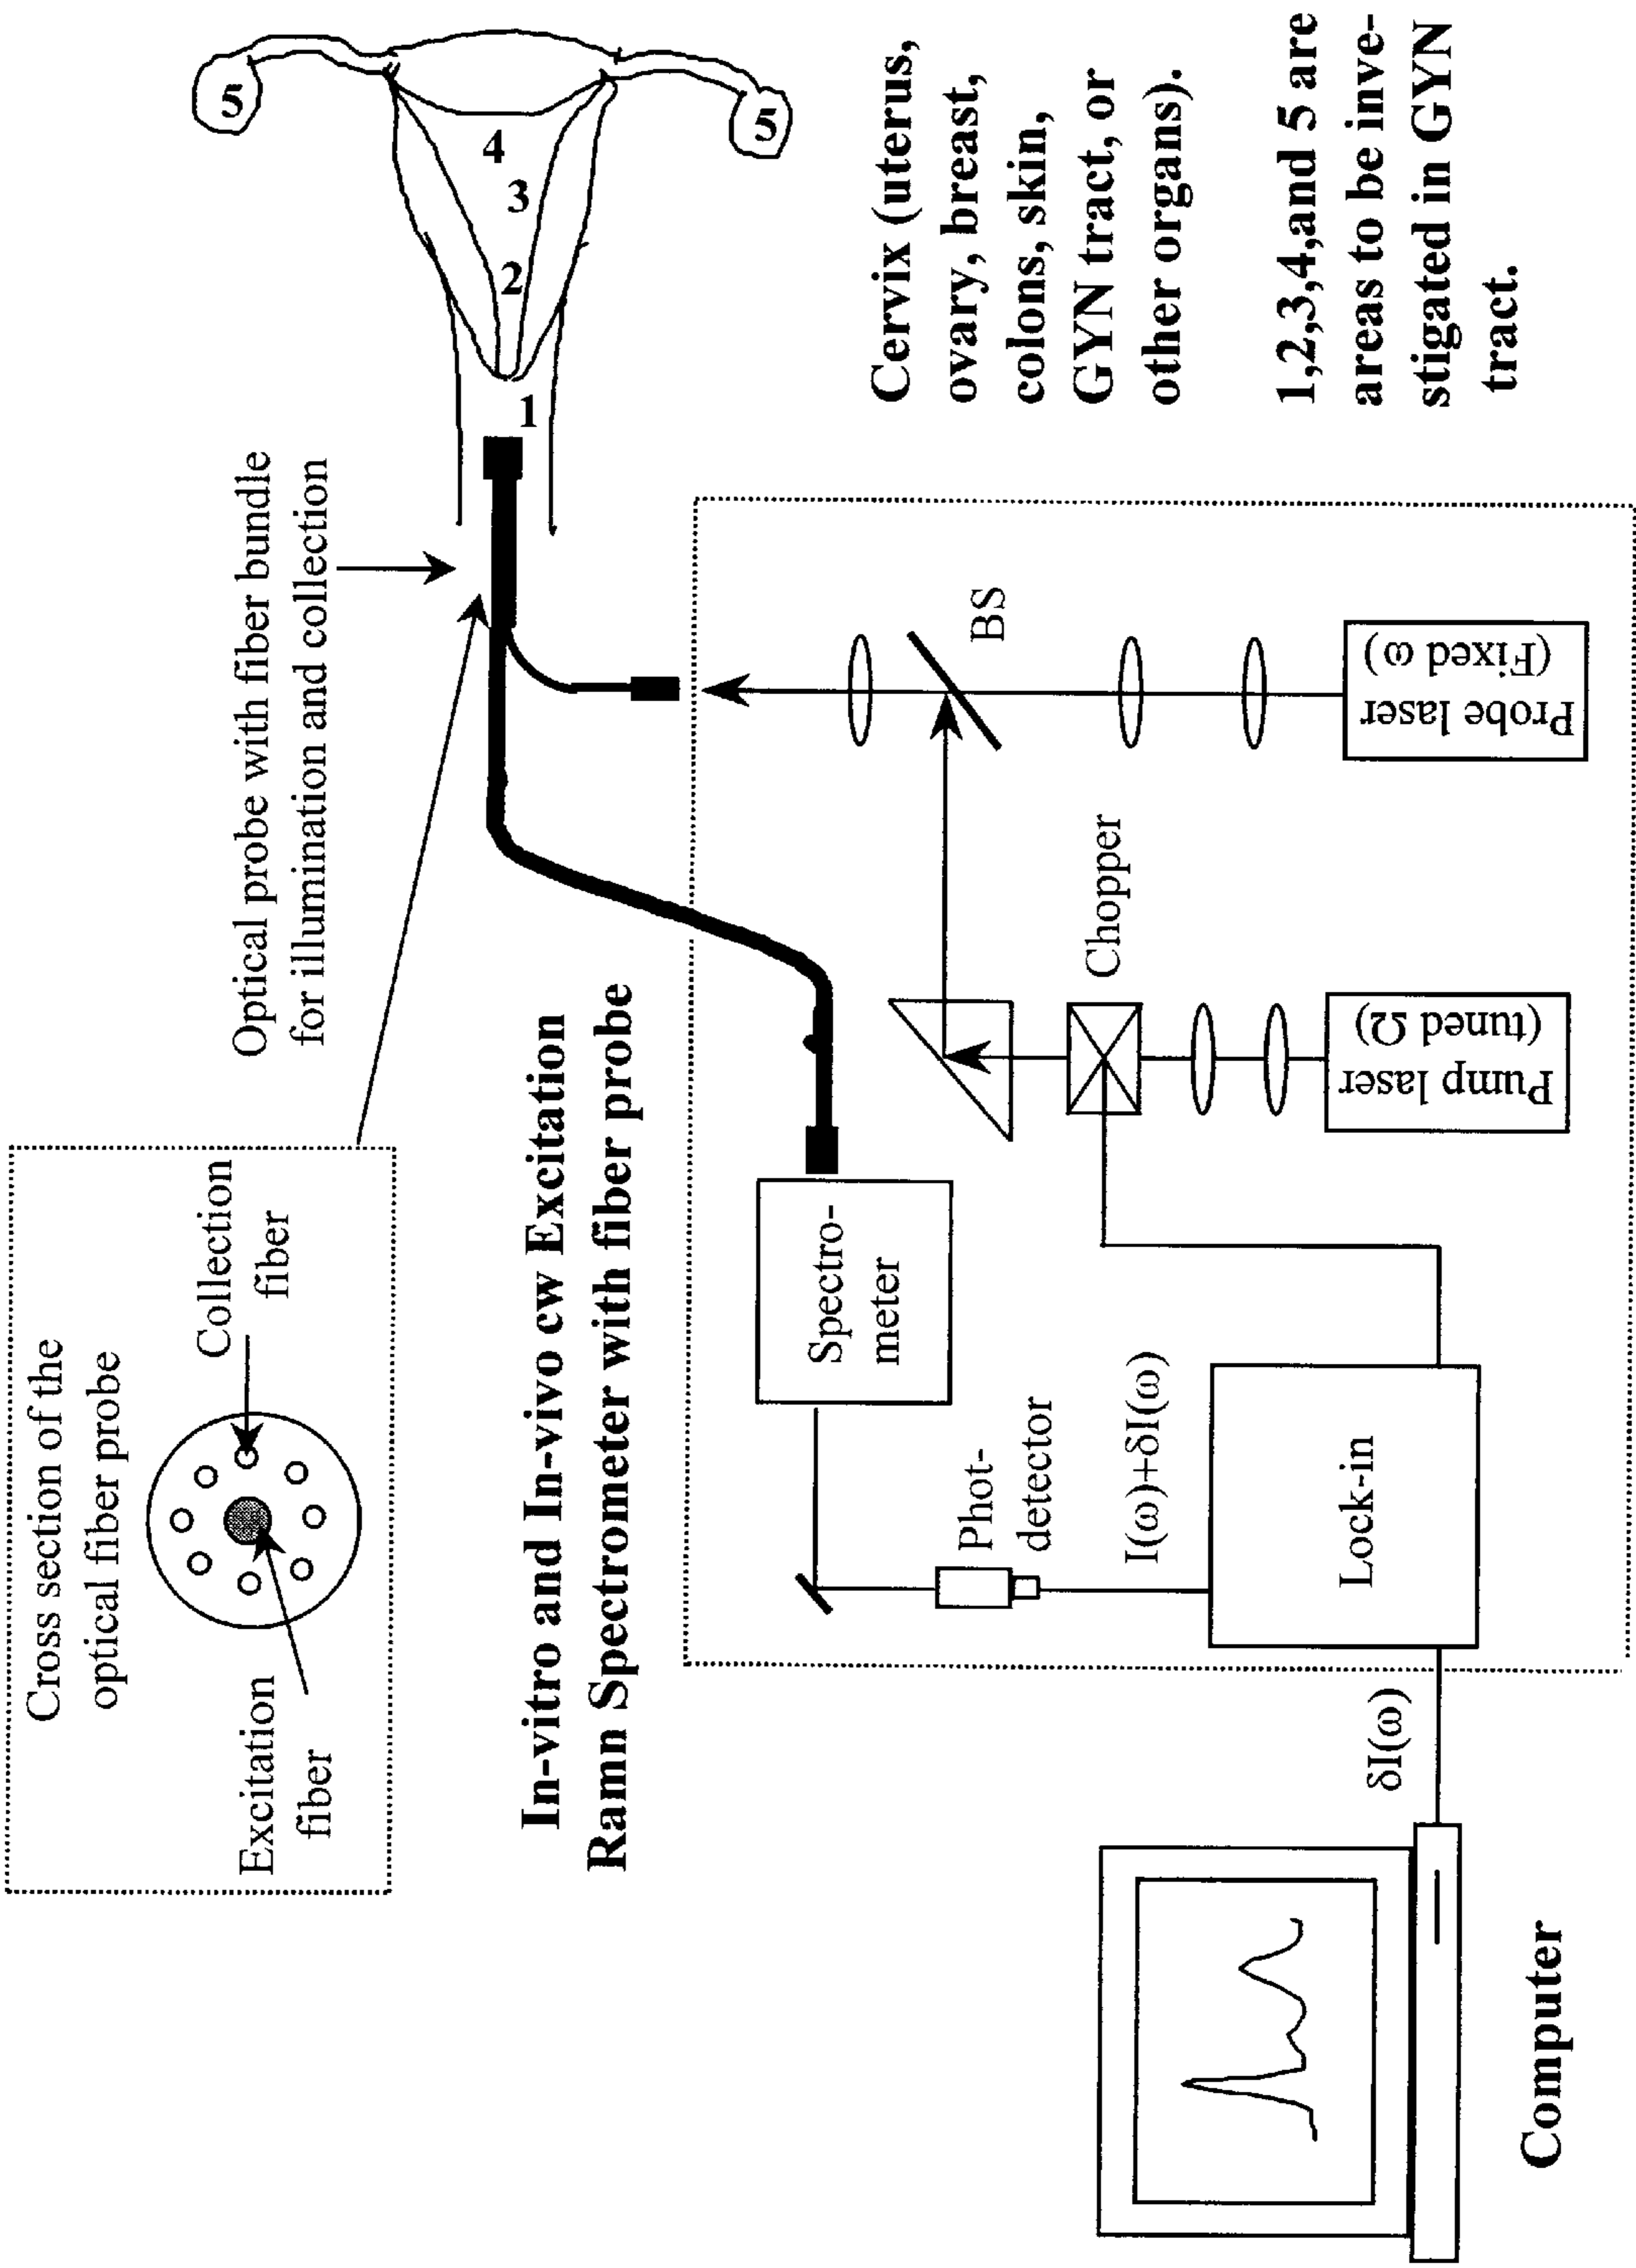 Cross section of the
optical fiber probe
Excitation
fiber
Collection
fiber
Optical probe with fiber bundle
for illumination and collection
5
5
4
3
2
1
In-vitro and In-vivo cw Excitation
Ramn Spectrometer with fiber probe
Cervix (uterus,
ovary, breast,
colons, skin,
GYN tract, or
other organs).
1,2,3,4,and 5 are
areas to be inve-
stigated in GYN
tract.
Spectro-
meter
Phot-
detector
I(ω)+δI(ω)
Lock-in
δI(ω)
Chopper
BS
Pump laser
(tuned Ω)
Probe laser
(Fixed ω)
Computer